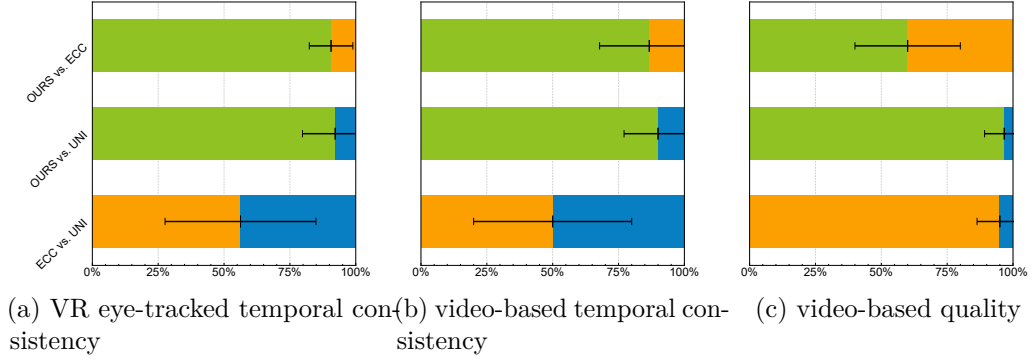 OURS vs. ECC
OURS vs. UNI
ECC vs. UNI
0% 25% 50% 75% 100%
0% 25% 50% 75% 100%
0% 25% 50% 75% 100%
(a) VR eye-tracked temporal con-
sistency
(b) video-based temporal con-
sistency
(c) video-based quality